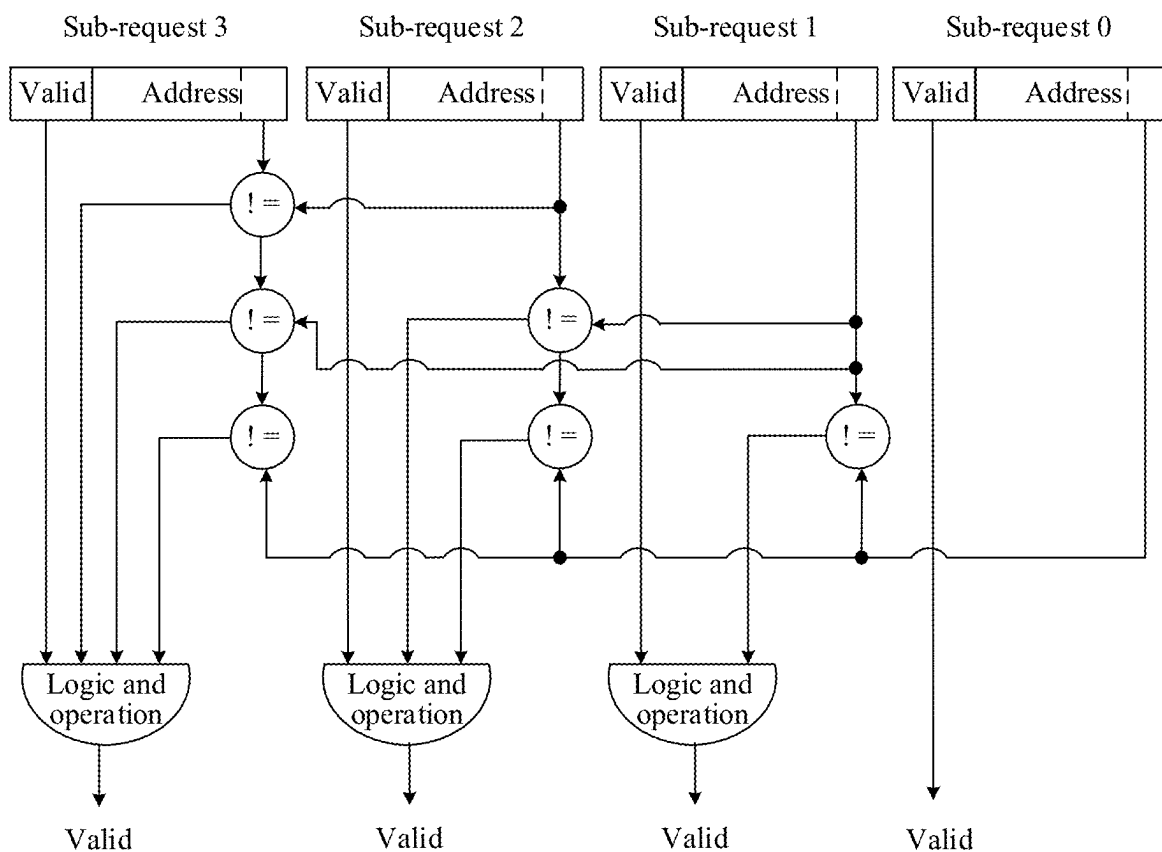 Sub-request 3 Sub-request 2 Sub-request 1 Sub-request 0
Valid Address Valid Address Valid Address Valid Address
! =
! = ! =
! = ! = ! =
Logic and Logic and Logic and
operation operation operation
Valid Valid Valid Valid